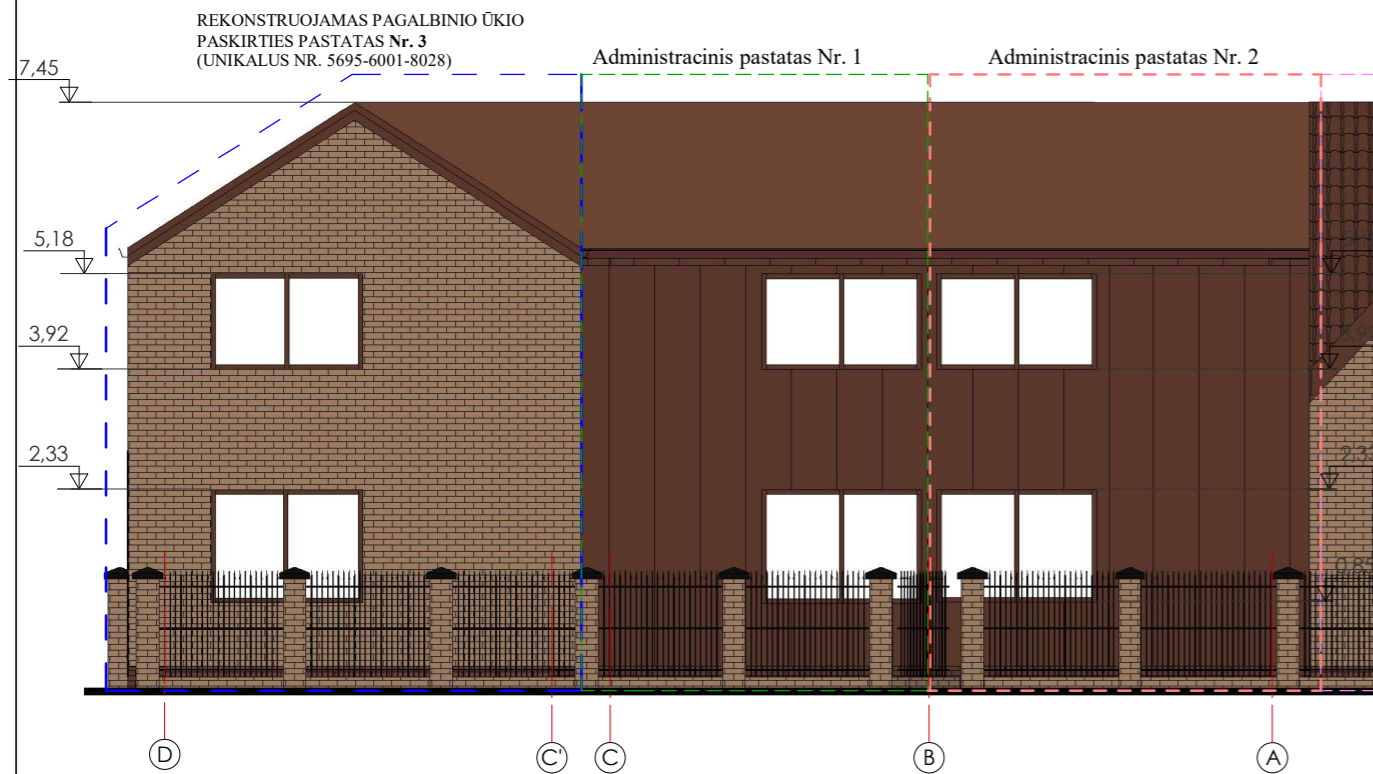 REKONSTRUOJAMAS PAGALBINIO ŪKIO
PASKIRTIES PASTATAS Nr. 3
(UNIKALUS NR. 5695-6001-8028)
Administracinis pastatas Nr. 1
Administracinis pastatas Nr. 2
7,45
5,18
3,92
2,33
D
C'
C
B
A